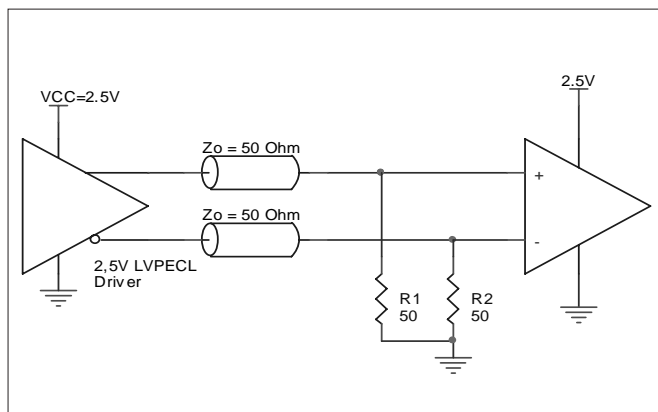 VCC=2.5V
2.5V
Zo = 50 Ohm
+
Zo = 50 Ohm
-
2,5V LVPECL
Driver
R1
50
R2
50